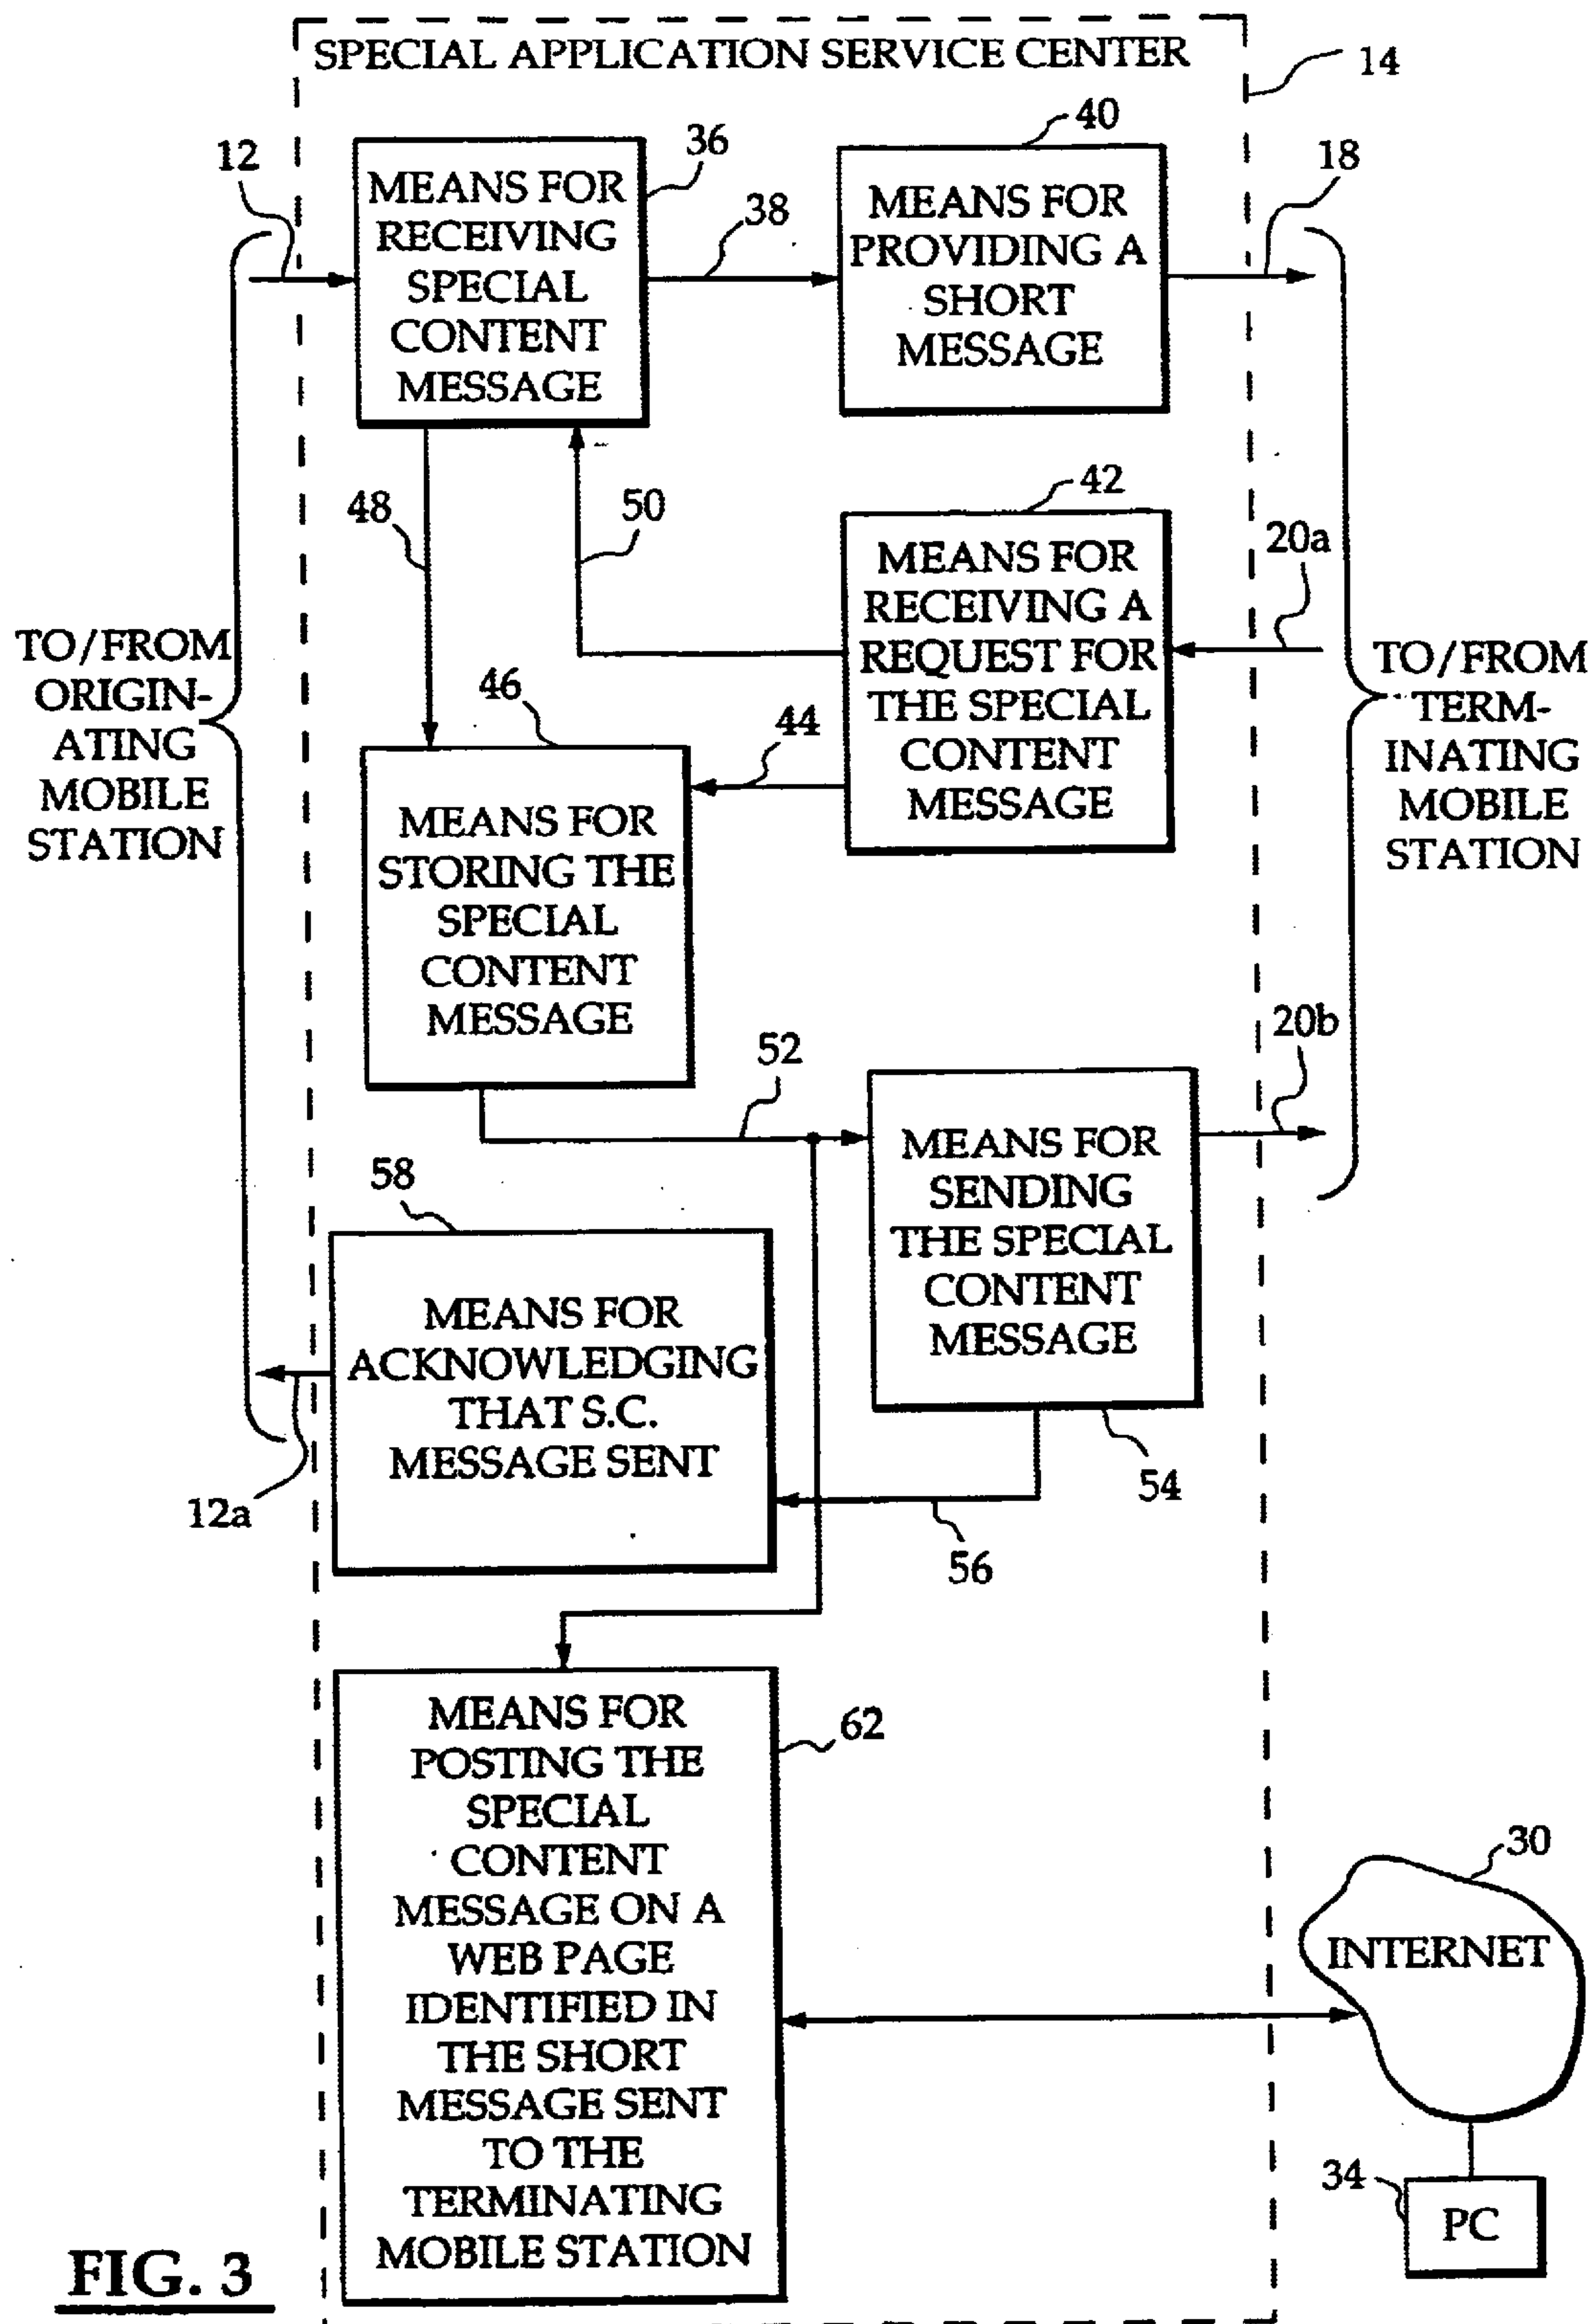 SPECIAL APPLICATION SERVICE CENTER
14
12
36
MEANS FOR
RECEIVING
SPECIAL
CONTENT
MESSAGE
38
40
MEANS FOR
PROVIDING A
SHORT
MESSAGE
18
48
50
42
MEANS FOR
RECEIVING A
REQUEST FOR
THE SPECIAL
CONTENT
MESSAGE
20a
TO/FROM
ORIGIN-
ATING
MOBILE
STATION
TO/FROM
TERM-
INATING
MOBILE
STATION
46
44
MEANS FOR
STORING THE
SPECIAL
CONTENT
MESSAGE
52
20b
MEANS FOR
SENDING
THE SPECIAL
CONTENT
MESSAGE
54
58
MEANS FOR
ACKNOWLEDGING
THAT S.C.
MESSAGE SENT
12a
56
MEANS FOR
POSTING THE
SPECIAL
CONTENT
MESSAGE ON A
WEB PAGE
IDENTIFIED IN
THE SHORT
MESSAGE SENT
TO THE
TERMINATING
MOBILE STATION
62
30
INTERNET
34
PC
FIG. 3